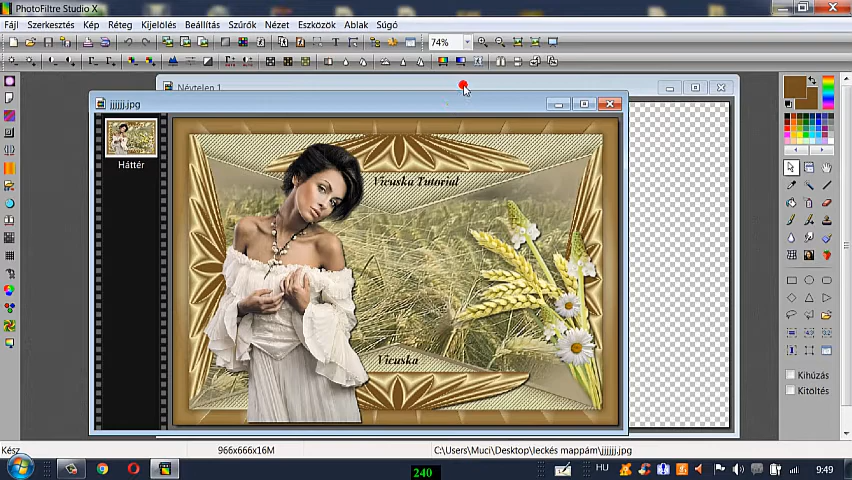 PhotoFiltre Studio X
Fájl Szerkesztés Kép Réteg Kijelölés Beállítás Szűrők Nézet Eszközök Ablak Súgó
74%
Névtelen 1
jjjjjj.jpg
Háttér
Vicuska Tutorial
Vicuska
Kihúzás
Kitöltés
Kész
966x666x16M
C:\Users\Muci\Desktop\leckés mappám\jjjjjj.jpg
240
HU
9:49